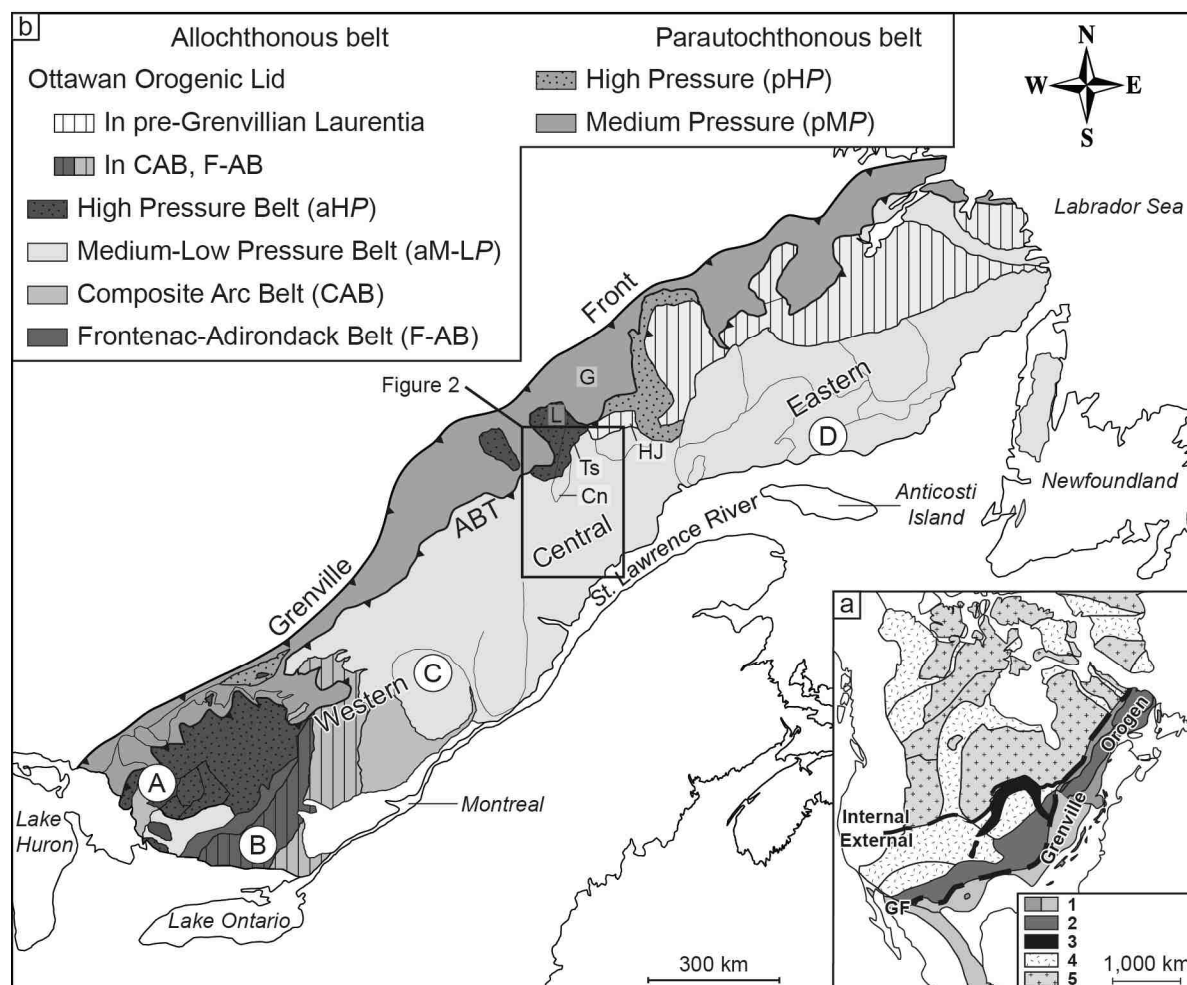 b
Allochthonous belt
Ottawan Orogenic Lid
In pre-Grenvillian Laurentia
In CAB, F-AB
High Pressure Belt (aHP)
Medium-Low Pressure Belt (aM-LP)
Composite Arc Belt (CAB)
Frontenac-Adirondack Belt (F-AB)
Parautochthonous belt
High Pressure (pHP)
Medium Pressure (pMP)
N
W
E
S
Labrador Sea
Front
Figure 2
G
L
Eastern
D
HJ
Ts
Cn
Newfoundland
Anticosti
Island
ABT
Central
St. Lawrence River
Grenville
Western
C
A
B
Montreal
Lake
Huron
Lake Ontario
300 km
a
Orogen
Internal
External
Grenville
GF
1
2
3
4
5
1,000 km